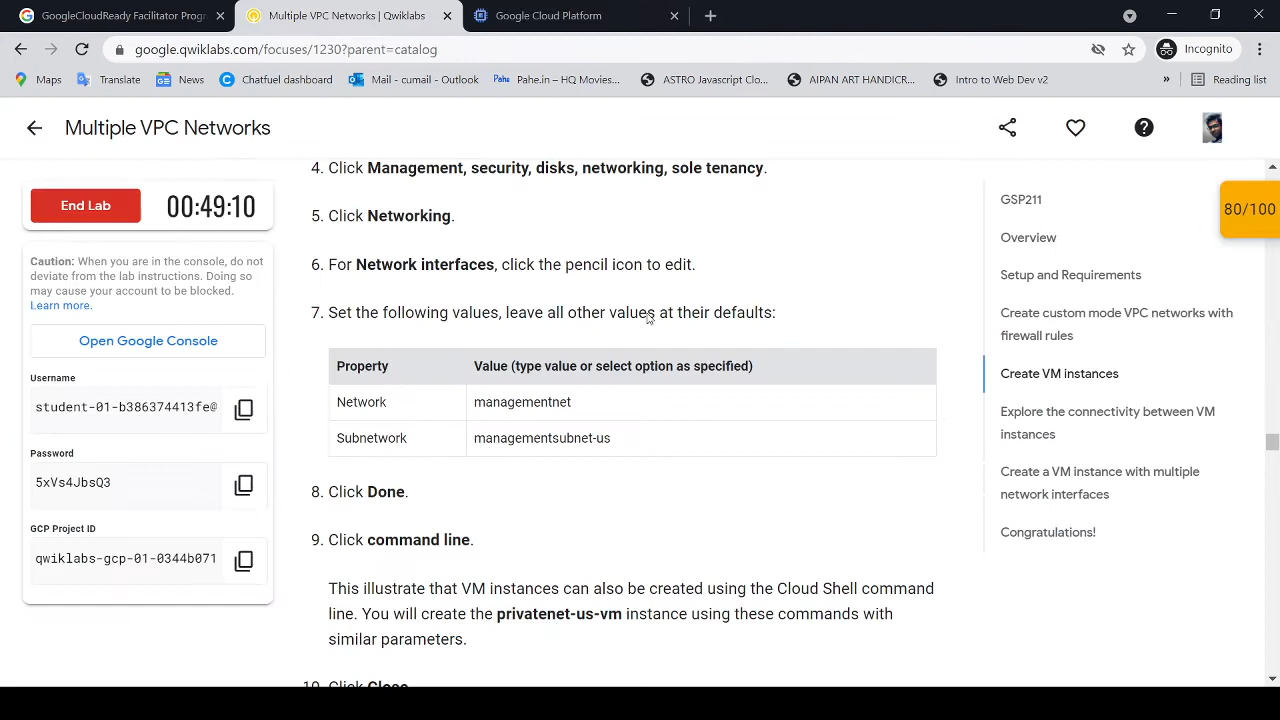 GoogleCloudReady Facilitator Progr
Multiple VPC Networks | Qwiklabs
Google Cloud Platform
google.qwiklabs.com/focuses/1230?parent=catalog
Incognito
Maps
Translate
News
Chatfuel dashboard
Mail - cumail - Outlook
Pahe.in – HQ Movies...
ASTRO Javascript Clo...
AIPAN ART HANDICR...
Intro to Web Dev v2
»
Reading list
Multiple VPC Networks
End Lab
00:49:10
Caution: When you are in the console, do not
deviate from the lab instructions. Doing so
may cause your account to be blocked.
Learn more.
Open Google Console
Username
student-01-b386374413fe@
Password
5xVs4JbsQ3
GCP Project ID
qwiklabs-gcp-01-0344b071
4. Click Management, security, disks, networking, sole tenancy.
5. Click Networking.
6. For Network interfaces, click the pencil icon to edit.
7. Set the following values, leave all other values at their defaults:
Property Value (type value or select option as specified)
Network managementnet
Subnetwork managementsubnet-us
8. Click Done.
9. Click command line.
This illustrate that VM instances can also be created using the Cloud Shell command
line. You will create the privatenet-us-vm instance using these commands with
similar parameters.
10. Click Close.
GSP211
Overview
Setup and Requirements
Create custom mode VPC networks with
firewall rules
Create VM instances
Explore the connectivity between VM
instances
Create a VM instance with multiple
network interfaces
Congratulations!
80/100